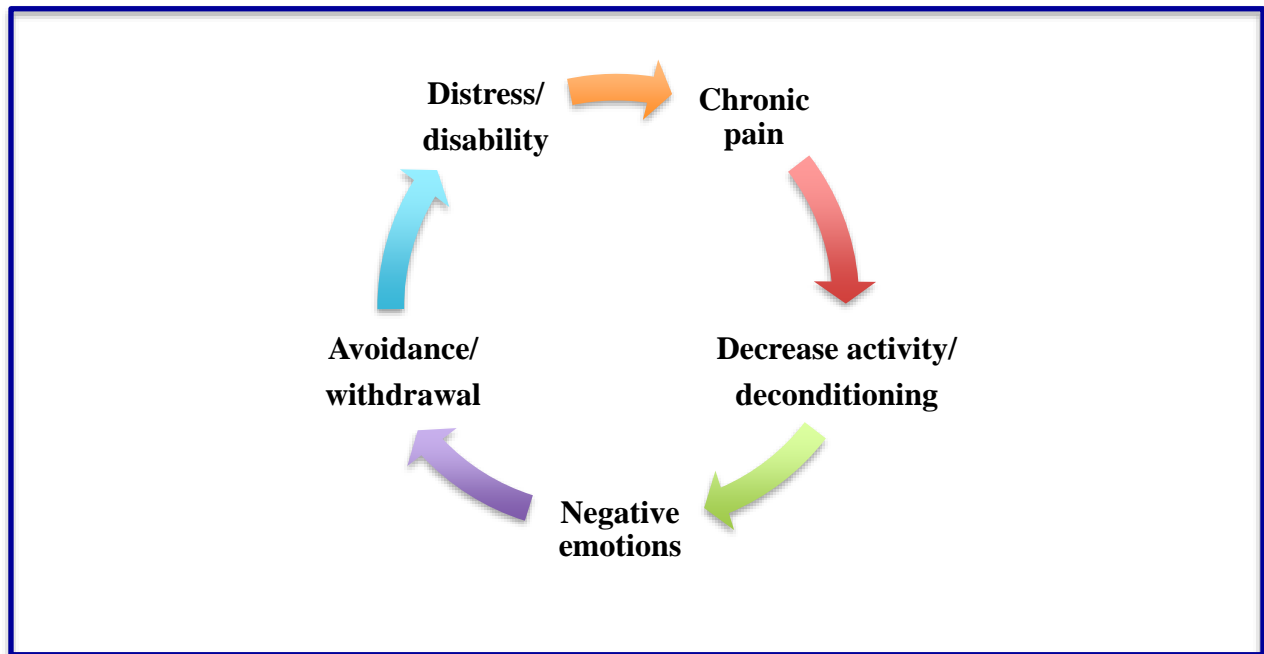 Distress/
disability
Chronic
pain
Decrease activity/
deconditioning
Negative
emotions
Avoidance/
withdrawal